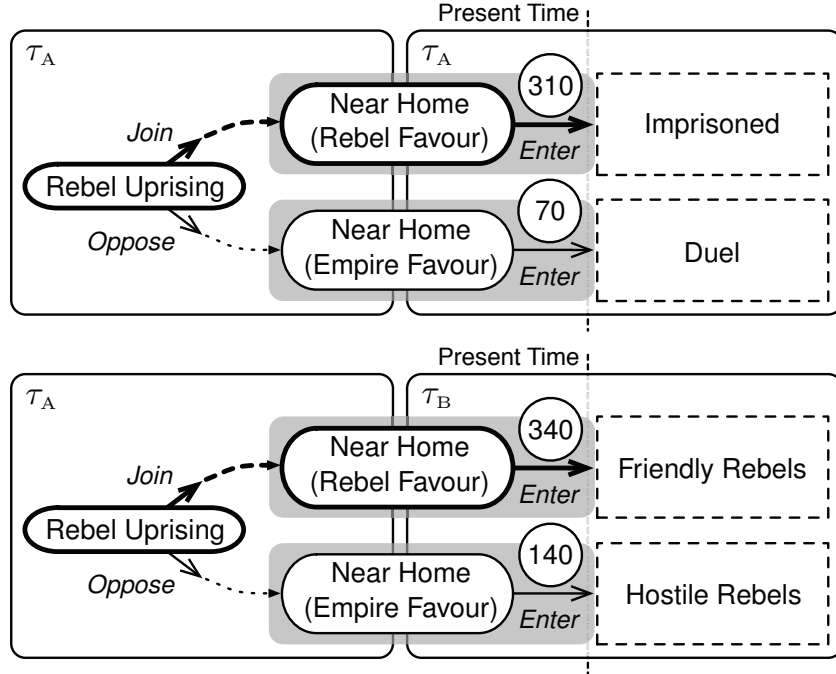 Present Time
τA
τA
310
Near Home
(Rebel Favour)
Join
Enter
Imprisoned
Rebel Uprising
70
Oppose
Near Home
(Empire Favour)
Enter
Duel
Present Time
τA
τB
340
Near Home
(Rebel Favour)
Join
Enter
Friendly Rebels
Rebel Uprising
140
Oppose
Near Home
(Empire Favour)
Enter
Hostile Rebels